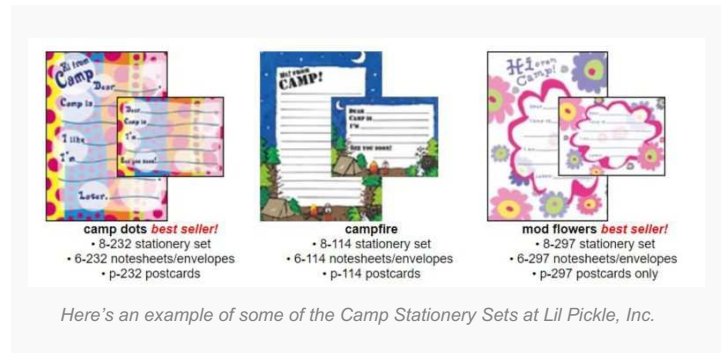 Hi from
Camp
Dear
Camp is
I like
I'm
Later.
Dear
Camp is
I'm
See you soon!
Hi! from
CAMP!
DEAR
CAMP IS
I'M
SEE YOU SOON!
Hi from
Camp!
camp dots best seller!
• 8-232 stationery set
• 6-232 notesheets/envelopes
• p-232 postcards
campfire
• 8-114 stationery set
• 6-114 notesheets/envelopes
• p-114 postcards
mod flowers best seller!
• 8-297 stationery set
• 6-297 notesheets/envelopes
• p-297 postcards only
Here's an example of some of the Camp Stationery Sets at Lil Pickle, Inc.